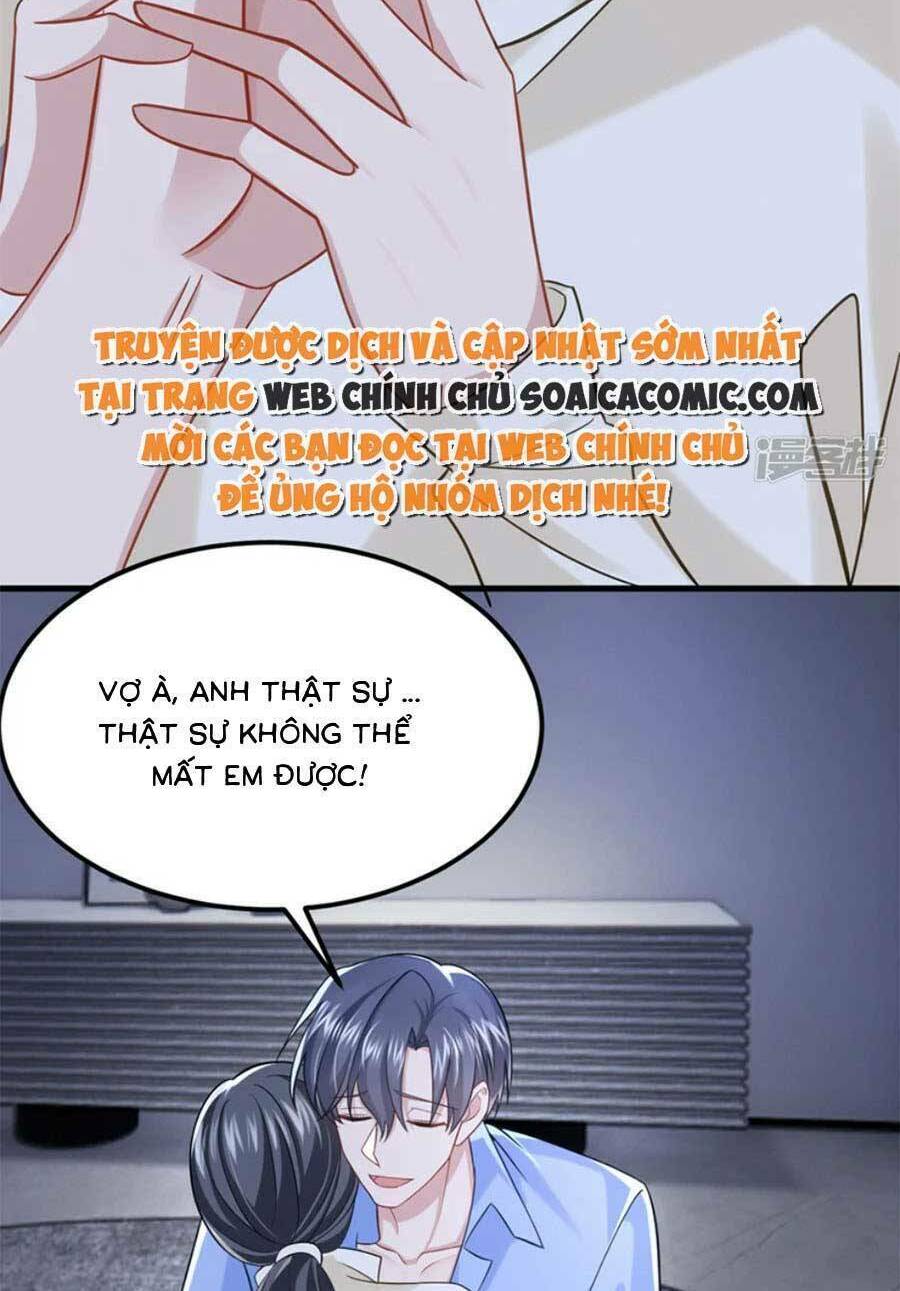 TRUYỆN ĐƯỢC DỊCH VÀ CẬP NHẬT SỚM NHẤT
TẠI TRANG WEB CHÍNH CHỦ SOAICACOMIC.COM
MỜI CÁC BẠN ĐỌC TẠI WEB CHÍNH CHỦ
漫客栈
ĐỂ ỦNG HỘ NHÓM DỊCH NHÉ!
VỢ À, ANH THẬT SỰ ...
THẬT SỰ KHÔNG THỂ
MẤT EM ĐƯỢC!